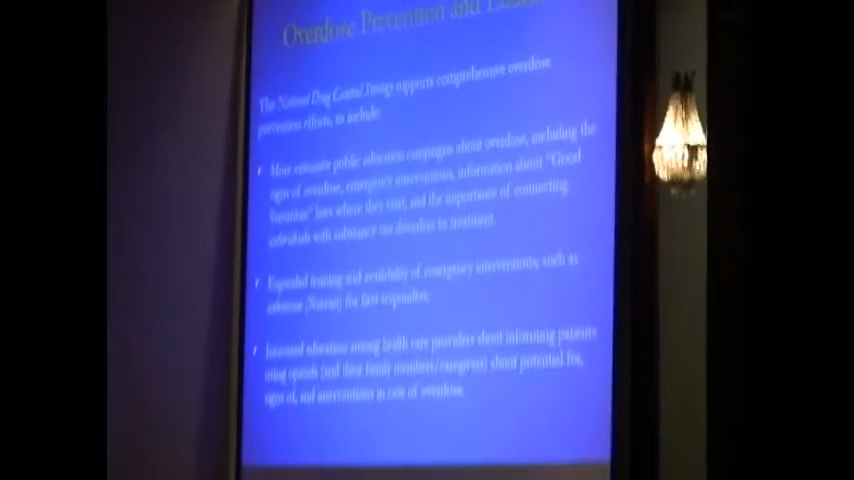 Overdose Prevention and
The National Drug Control Strategy supports comprehensive overdose
prevention efforts, to include:
More extensive public education campaigns about overdose, including the
signs of overdose, emergency interventions, information about "Good
Samaritan" laws where they exist, and the importance of connecting
individuals with substance use disorders to treatment.
Expanded training and availability of emergency interventions, such as
naloxone (Narcan) for first responders.
Increased education among health care providers about informing patients
using opioids (and their family members/caregivers) about potential for,
signs of, and interventions in case of overdose.